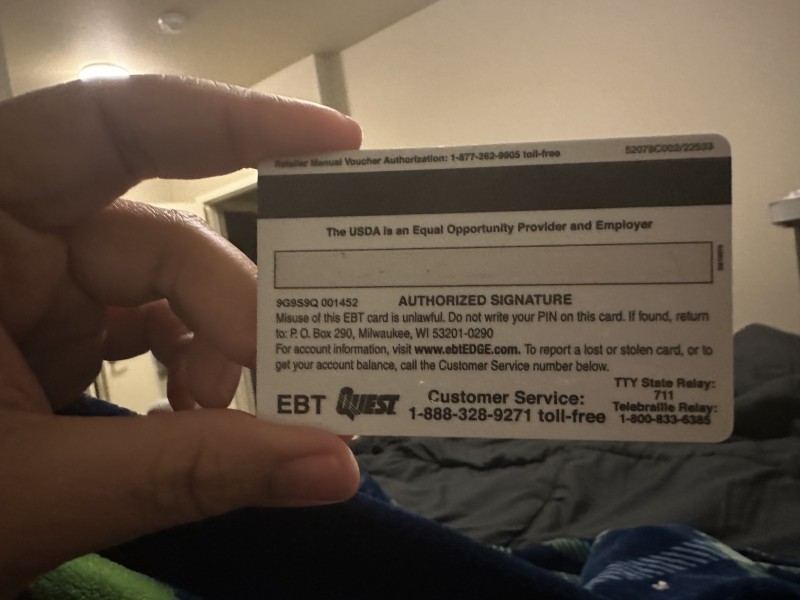 Retailer Manual Voucher Authorization: 1-877-262-9905 toll-free
52078C002/22533
The USDA is an Equal Opportunity Provider and Employer
9G9S9Q 001452 AUTHORIZED SIGNATURE
Misuse of this EBT card is unlawful. Do not write your PIN on this card. If found, return
to: P. O. Box 290, Milwaukee, WI 53201-0290
For account information, visit www.ebtEDGE.com. To report a lost or stolen card, or to
get your account balance, call the Customer Service number below.
EBT QUEST
Customer Service:
1-888-328-9271 toll-free
TTY State Relay:
711
Telebraille Relay:
1-800-833-6385